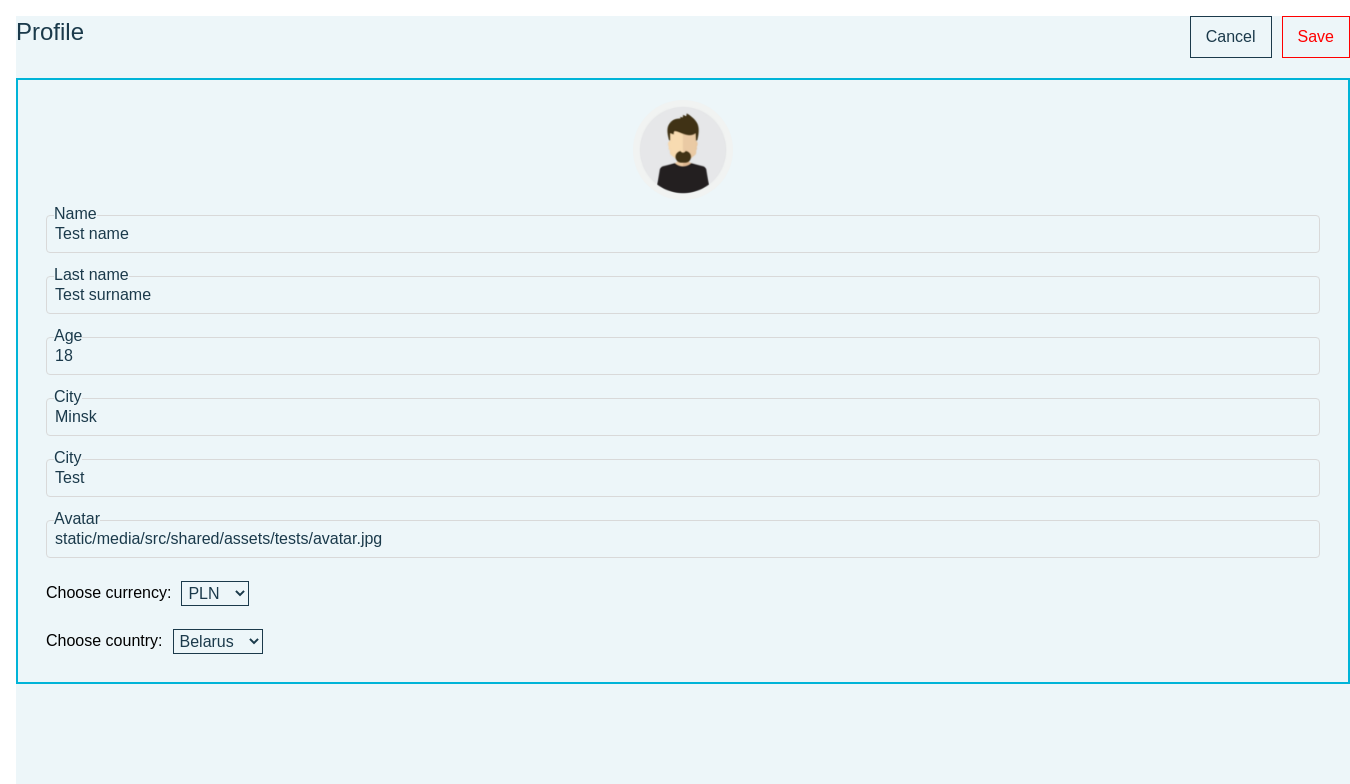 Profile
Cancel
Save
Name
Test name
Last name
Test surname
Age
18
City
Minsk
City
Test
Avatar
static/media/src/shared/assets/tests/avatar.jpg
Choose currency: PLN
Choose country: Belarus